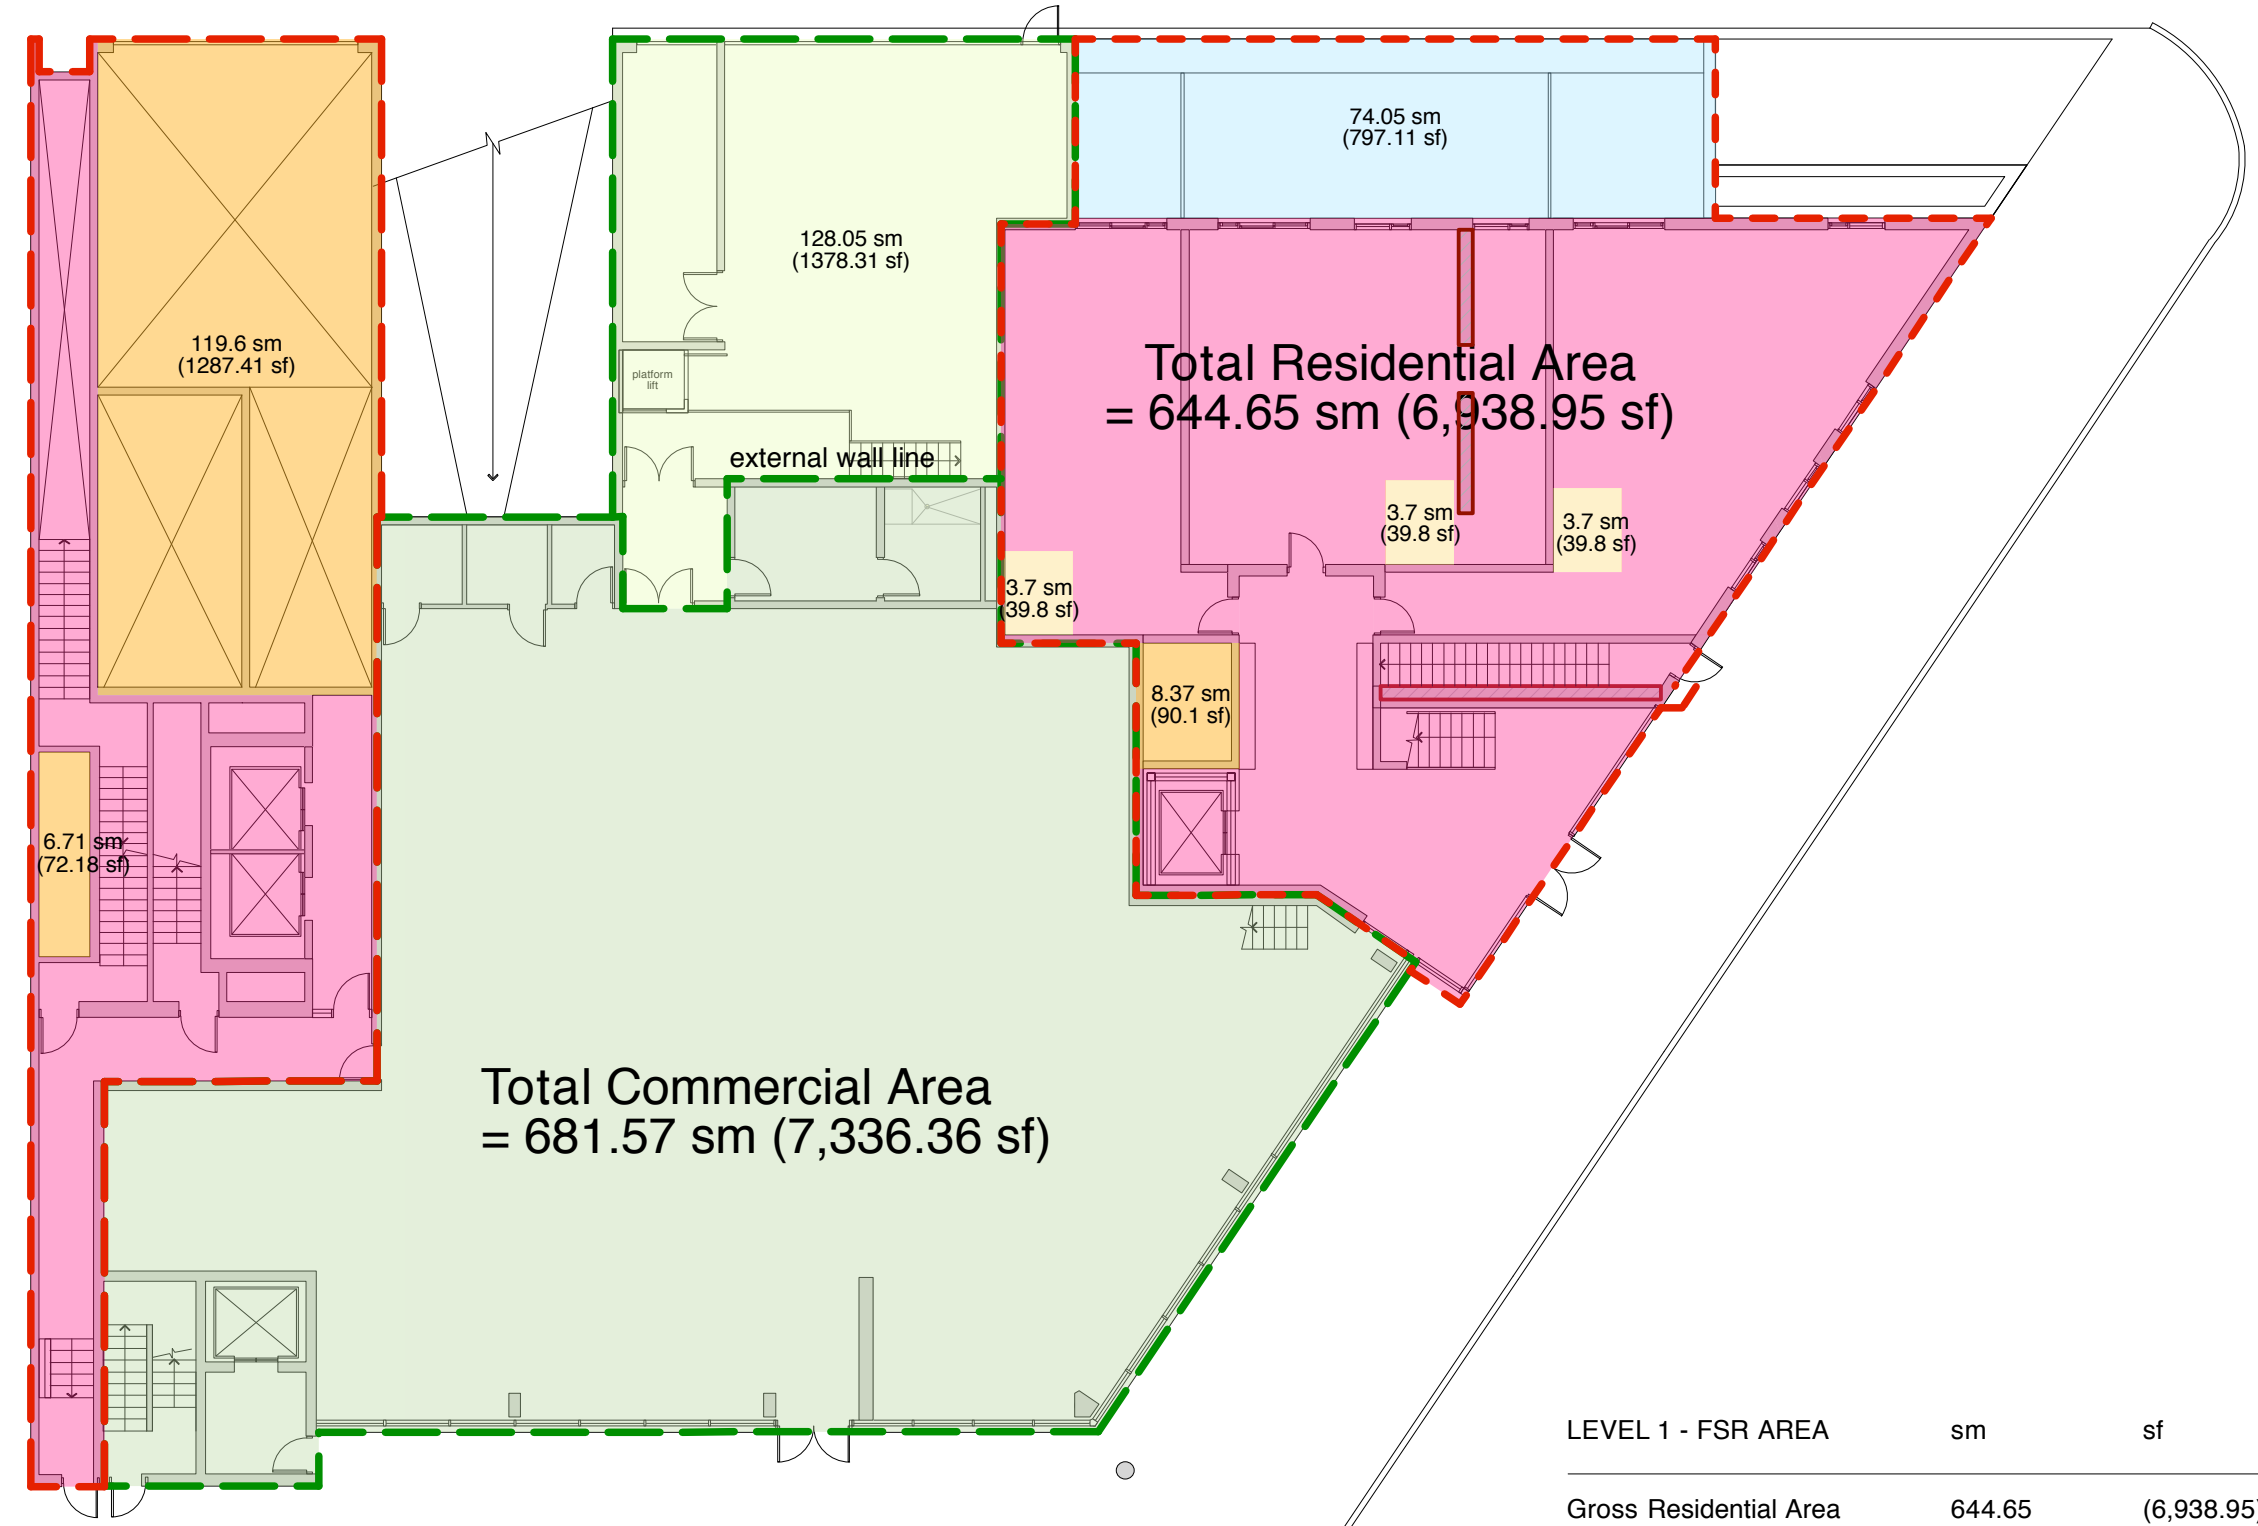 74.05 sm
(797.11 sf)
128.05 sm
(1378.31 sf)
119.6 sm
(1287.41 sf)
platform
lift
Total Residential Area
= 644.65 sm (6,938.95 sf)
external wall line
3.7 sm
(39.8 sf)
3.7 sm
(39.8 sf)
3.7 sm
(39.8 sf)
8.37 sm
(90.1 sf)
6.71 sm
(72.18 sf)
Total Commercial Area
= 681.57 sm (7,336.36 sf)
LEVEL 1 - FSR AREA sm sf
Gross Residential Area 644.65 (6,938.95)